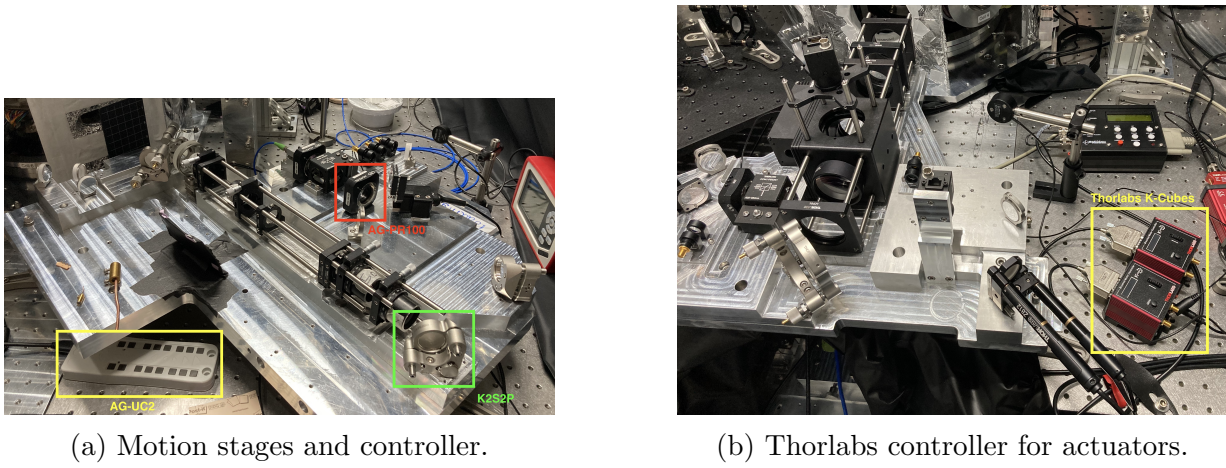 AG-PR100
K2S2P
AG-UC2
Thorlabs K-Cubes
(a) Motion stages and controller.
(b) Thorlabs controller for actuators.